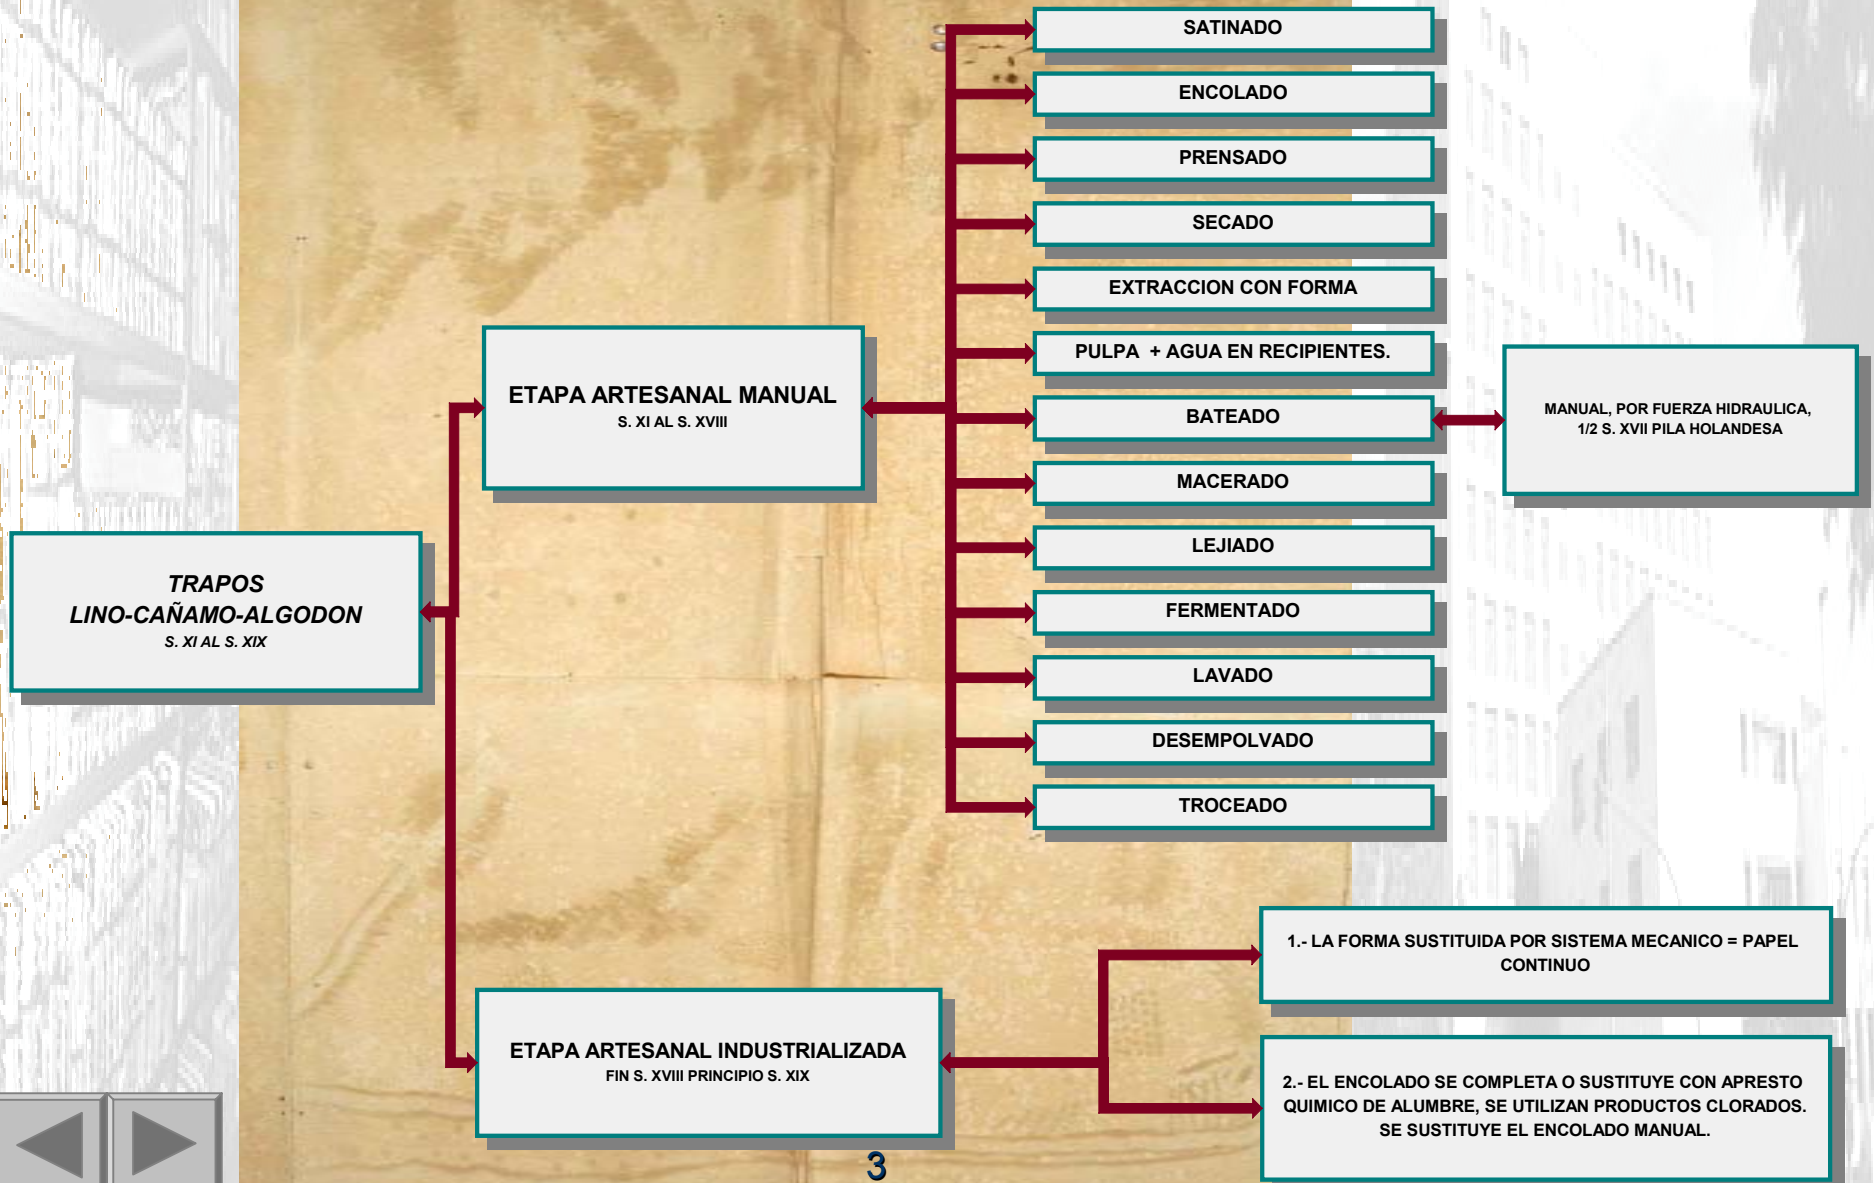 TRAPOS
LINO-CAÑAMO-ALGODON
S. XI AL S. XIX
ETAPA ARTESANAL MANUAL
S. XI AL S. XVIII
SATINADO
ENCOLADO
PRENSADO
SECADO
EXTRACCION CON FORMA
PULPA + AGUA EN RECIPIENTES.
BATEADO
MANUAL, POR FUERZA HIDRAULICA,
1/2 S. XVII PILA HOLANDESA
MACERADO
LEJIADO
FERMENTADO
LAVADO
DESEMPOLVADO
TROCEADO
ETAPA ARTESANAL INDUSTRIALIZADA
FIN S. XVIII PRINCIPIO S. XIX
1.- LA FORMA SUSTITUIDA POR SISTEMA MECANICO = PAPEL
CONTINUO
2.- EL ENCOLADO SE COMPLETA O SUSTITUYE CON APRESTO
QUIMICO DE ALUMBRE, SE UTILIZAN PRODUCTOS CLORADOS.
SE SUSTITUYE EL ENCOLADO MANUAL.
3